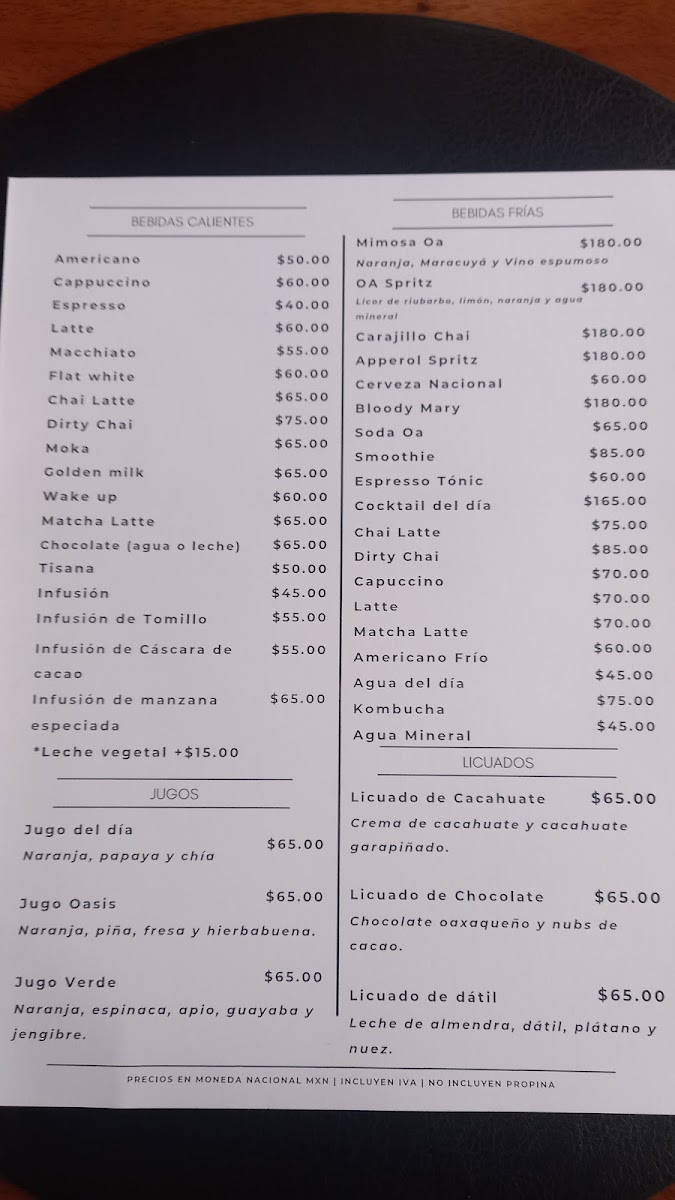 BEBIDAS CALIENTES
Americano $50.00
Cappuccino $60.00
Espresso $40.00
Latte $60.00
Macchiato $55.00
Flat white $60.00
Chai Latte $65.00
Dirty Chai $75.00
Moka $65.00
Golden milk $65.00
Wake up $60.00
Matcha Latte $65.00
Chocolate (agua o leche) $65.00
Tisana $50.00
Infusión $45.00
Infusión de Tomillo $55.00
Infusión de Cáscara de $55.00
cacao
Infusión de manzana $65.00
especiada
*Leche vegetal +$15.00
JUGOS
Jugo del día $65.00
Naranja, papaya y chía
Jugo Oasis $65.00
Naranja, piña, fresa y hierbabuena.
Jugo Verde $65.00
Naranja, espinaca, apio, guayaba y
jengibre.
BEBIDAS FRÍAS
Mimosa Oa $180.00
Naranja, Maracuyá y Vino espumoso
OA Spritz $180.00
Licor de riubarbo, limón, naranja y agua
mineral
Carajillo Chai $180.00
Apperol Spritz $180.00
Cerveza Nacional $60.00
Bloody Mary $180.00
Soda Oa $65.00
Smoothie $85.00
Espresso Tónic $60.00
Cocktail del día $165.00
Chai Latte $75.00
Dirty Chai $85.00
Capuccino $70.00
Latte $70.00
Matcha Latte $70.00
Americano Frío $60.00
Agua del día $45.00
Kombucha $75.00
Agua Mineral $45.00
LICUADOS
Licuado de Cacahuate $65.00
Crema de cacahuate y cacahuate
garapiñado.
Licuado de Chocolate $65.00
Chocolate oaxaqueño y nubs de
cacao.
Licuado de dátil $65.00
Leche de almendra, dátil, plátano y
nuez.
PRECIOS EN MONEDA NACIONAL MXN | INCLUYEN IVA | NO INCLUYEN PROPINA